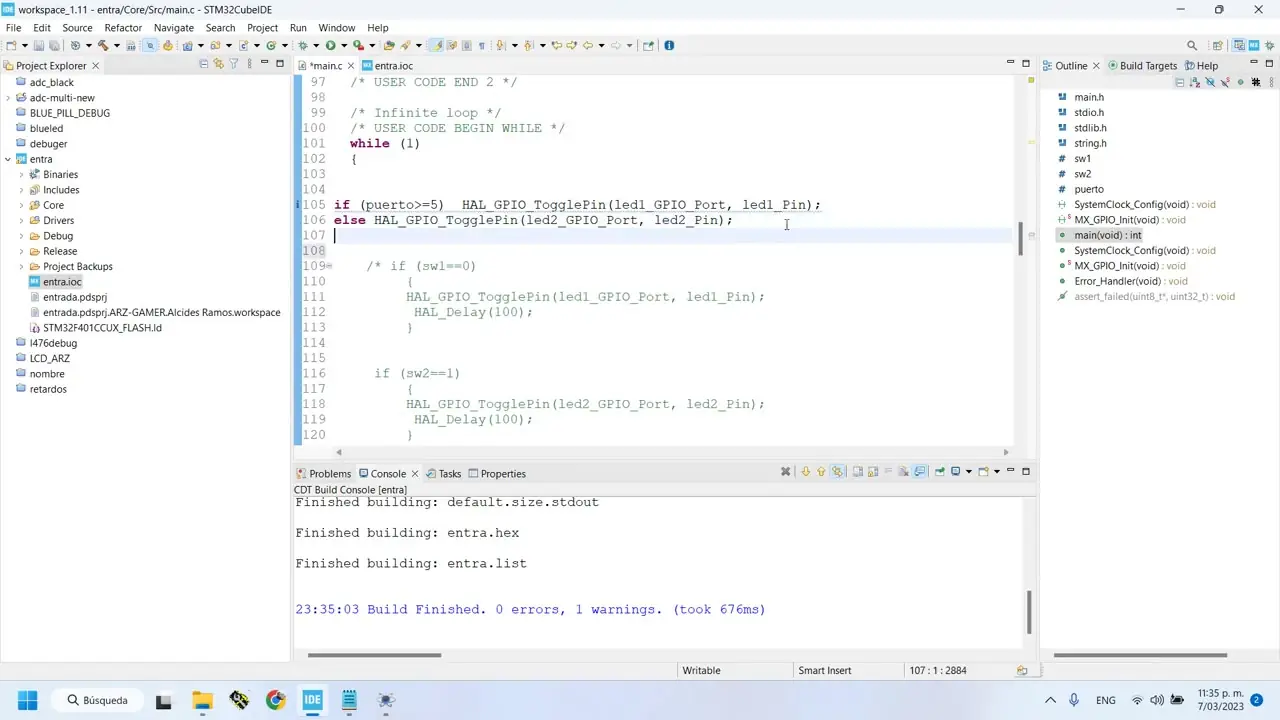 workspace_1.11 - entra/Core/Src/main.c - STM32CubeIDE
File Edit Source Refactor Navigate Search Project Run Window Help
Project Explorer
adc_black
adc-multi-new
BLUE_PILL_DEBUG
blueled
debuger
entra
Binaries
Includes
Core
Drivers
Debug
Release
Project Backups
entra.ioc
entrada.pdsprj
entrada.pdsprj.ARZ-GAMER.Alcides Ramos.workspace
STM32F401CCUX_FLASH.ld
l476debug
LCD_ARZ
nombre
retardos
*main.c entra.ioc
97 /* USER CODE END 2 */
98
99 /* Infinite loop */
100 /* USER CODE BEGIN WHILE */
101 while (1)
102 {
103
104
105 if (puerto>=5) HAL_GPIO_TogglePin(led1_GPIO_Port, led1_Pin);
106 else HAL_GPIO_TogglePin(led2_GPIO_Port, led2_Pin);
107
108
109 /* if (sw1==0)
110 {
111 HAL_GPIO_TogglePin(led1_GPIO_Port, led1_Pin);
112 HAL_Delay(100);
113 }
114
115
116 if (sw2==1)
117 {
118 HAL_GPIO_TogglePin(led2_GPIO_Port, led2_Pin);
119 HAL_Delay(100);
120 }
Problems Console Tasks Properties
CDT Build Console [entra]
Finished building: default.size.stdout
Finished building: entra.hex
Finished building: entra.list
23:35:03 Build Finished. 0 errors, 1 warnings. (took 676ms)
Outline Build Targets Help
main.h
stdio.h
stdlib.h
string.h
sw1
sw2
puerto
SystemClock_Config(void) : void
MX_GPIO_Init(void) : void
main(void) : int
SystemClock_Config(void) : void
MX_GPIO_Init(void) : void
Error_Handler(void) : void
assert_failed(uint8_t*, uint32_t) : void
Writable Smart Insert 107 : 1 : 2884
Búsqueda
IDE
ENG
11:35 p. m.
7/03/2023
2